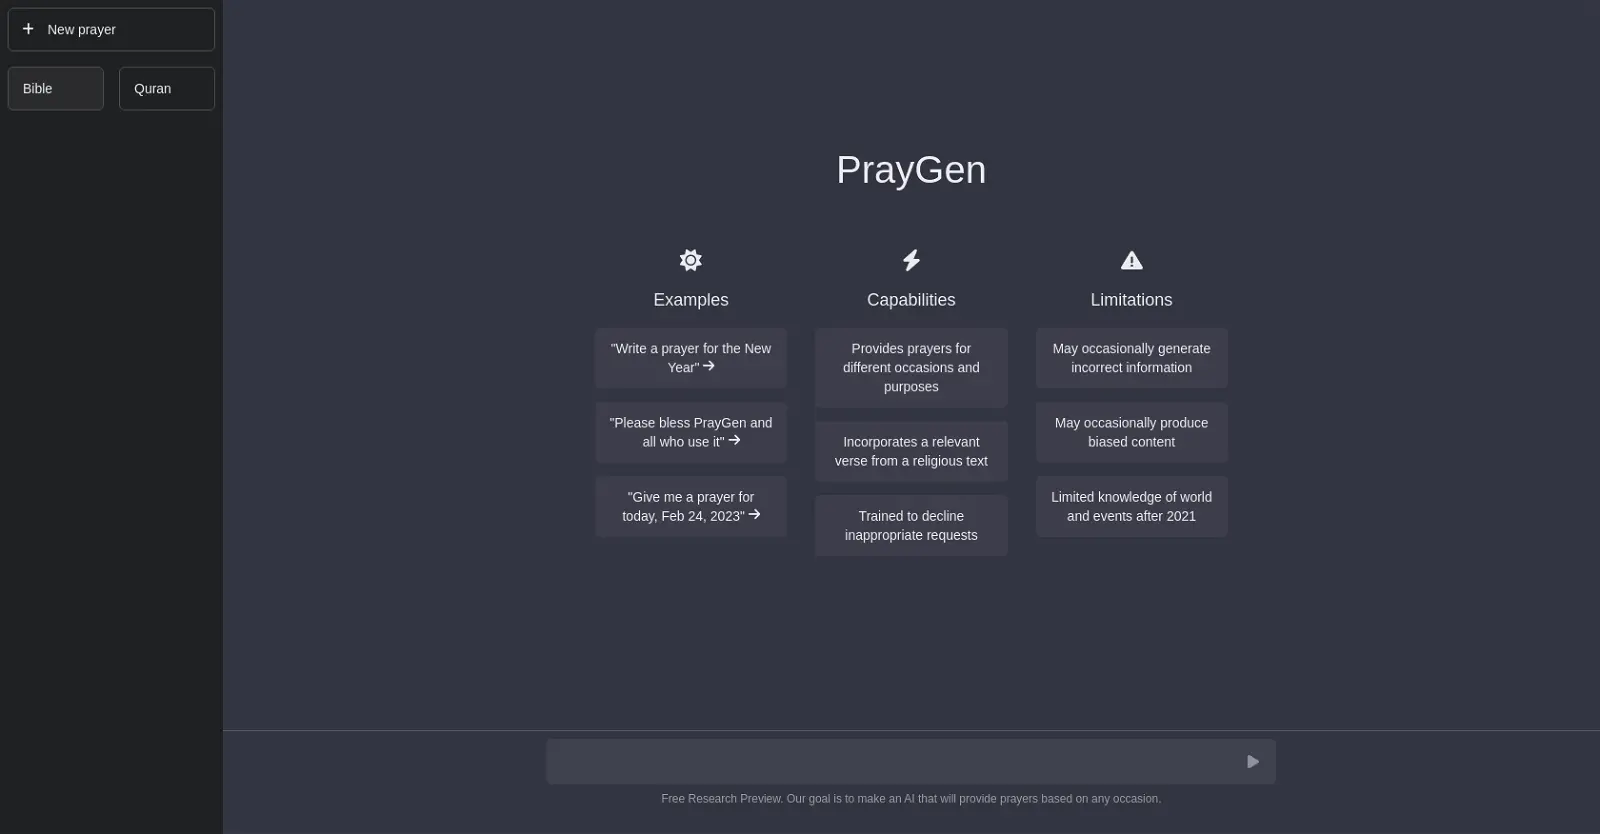 New prayer
Bible
Quran
PrayGen
Examples
"Write a prayer for the New
Year"
"Please bless PrayGen and
all who use it"
"Give me a prayer for
today, Feb 24, 2023"
Capabilities
Provides prayers for
different occasions and
purposes
Incorporates a relevant
verse from a religious text
Trained to decline
inappropriate requests
Limitations
May occasionally generate
incorrect information
May occasionally produce
biased content
Limited knowledge of world
and events after 2021
Free Research Preview. Our goal is to make an AI that will provide prayers based on any occasion.